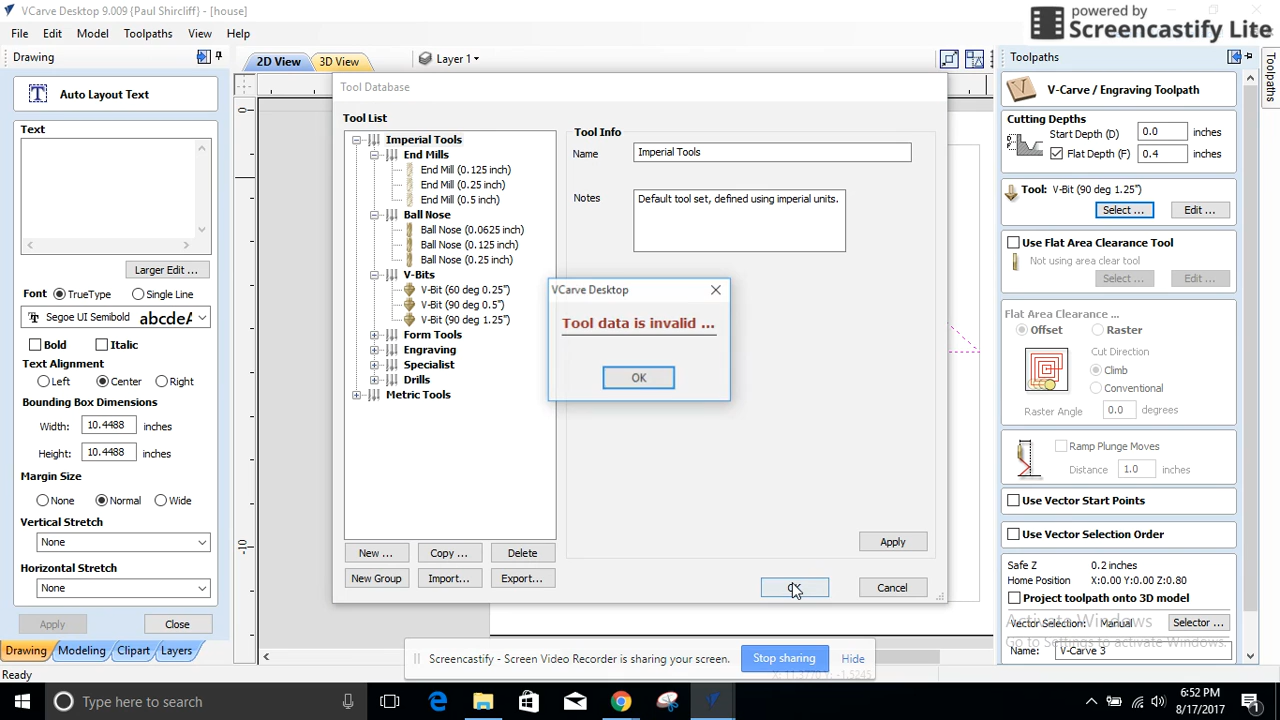 VCarve Desktop 9.009 {Paul Shircliff} - [house]
powered by
Screencastify Lite
File Edit Model Toolpaths View Help
Drawing
2D View 3D View Layer 1
Toolpaths
Toolpaths
Auto Layout Text
Text
Larger Edit ...
Font TrueType Single Line
Segoe UI Semibold abcdeA
Bold Italic
Text Alignment
Left Center Right
Bounding Box Dimensions
Width: 10.4488 inches
Height: 10.4488 inches
Margin Size
None Normal Wide
Vertical Stretch
None
Horizontal Stretch
None
Apply Close
Drawing Modeling Clipart Layers
Ready
Tool Database
Tool List
Imperial Tools
End Mills
End Mill (0.125 inch)
End Mill (0.25 inch)
End Mill (0.5 inch)
Ball Nose
Ball Nose (0.0625 inch)
Ball Nose (0.125 inch)
Ball Nose (0.25 inch)
V-Bits
V-Bit (60 deg 0.25")
V-Bit (90 deg 0.5")
V-Bit (90 deg 1.25")
Form Tools
Engraving
Specialist
Drills
Metric Tools
New ... Copy ... Delete
New Group Import... Export...
Tool Info
Name Imperial Tools
Notes Default tool set, defined using imperial units.
Apply
OK Cancel
VCarve Desktop
Tool data is invalid ...
OK
V-Carve / Engraving Toolpath
Cutting Depths
Start Depth (D) 0.0 inches
Flat Depth (F) 0.4 inches
Tool: V-Bit (90 deg 1.25")
Select ... Edit ...
Use Flat Area Clearance Tool
Not using area clear tool
Select ... Edit ...
Flat Area Clearance ...
Offset Raster
Cut Direction
Climb
Conventional
Raster Angle 0.0 degrees
Ramp Plunge Moves
Distance 1.0 inches
Use Vector Start Points
Use Vector Selection Order
Safe Z 0.2 inches
Home Position X:0.00 Y:0.00 Z:0.80
Project toolpath onto 3D model
Activate Windows
Vector Selection: Manual Selector ...
Go to Settings to activate Windows.
Name: V-Carve 3
Screencastify - Screen Video Recorder is sharing your screen. Stop sharing Hide
Type here to search
6:52 PM
8/17/2017
1